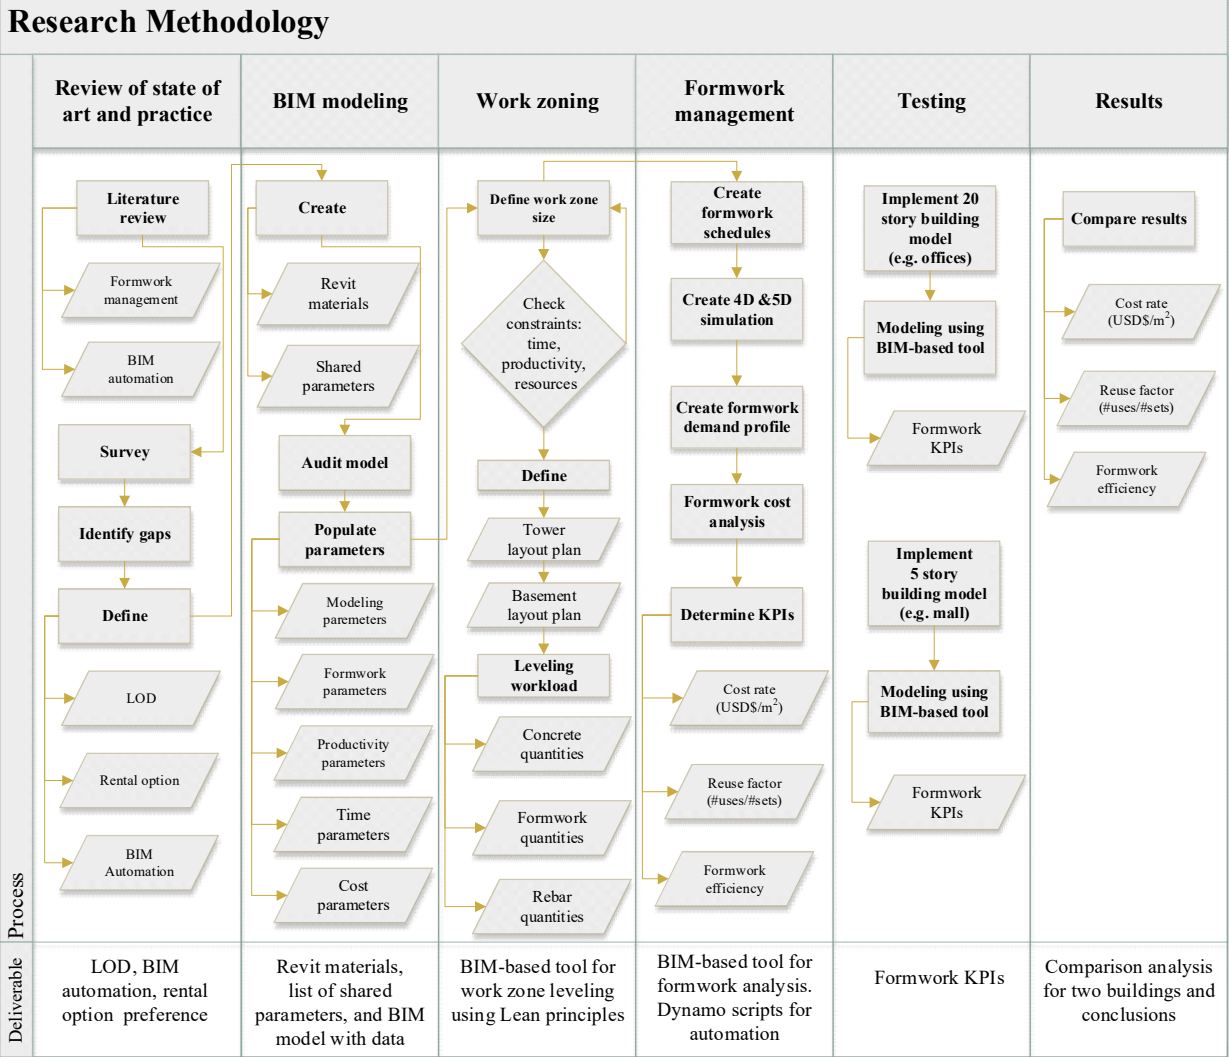 Research Methodology
Process
Deliverable
Review of state of
art and practice
Literature
review
Formwork
management
BIM
automation
Survey
Identify gaps
Define
LOD
Rental option
BIM
Automation
LOD, BIM
automation, rental
option preference
BIM modeling
Create
Revit
materials
Shared
parameters
Audit model
Populate
parameters
Modeling
paremeters
Formwork
parameters
Productivity
parameters
Time
parameters
Cost
parameters
Revit materials,
list of shared
parameters, and BIM
model with data
Work zoning
Define work zone
size
Check
constraints:
time,
productivity,
resources
Define
Tower
layout plan
Basement
layout plan
Leveling
workload
Concrete
quantities
Formwork
quantities
Rebar
quantities
BIM-based tool for
work zone leveling
using Lean principles
Formwork
management
Create
formwork
schedules
Create 4D &5D
simulation
Create formwork
demand profile
Formwork cost
analysis
Determine KPIs
Cost rate
(USD$/m²)
Reuse factor
(#uses/#sets)
Formwork
efficiency
BIM-based tool for
formwork analysis.
Dynamo scripts for
automation
Testing
Implement 20
story building
model
(e.g. offices)
Modeling using
BIM-based tool
Formwork
KPIs
Implement
5 story
building model
(e.g. mall)
Modeling using
BIM-based tool
Formwork
KPIs
Formwork KPIs
Results
Compare results
Cost rate
(USD$/m²)
Reuse factor
(#uses/#sets)
Formwork
efficiency
Comparison analysis
for two buildings and
conclusions